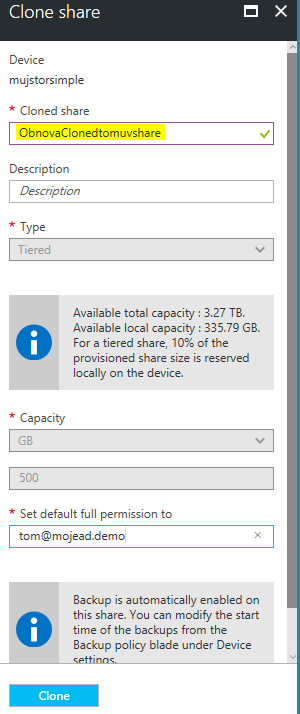 Clone share
Device
mujstorsimple
* Cloned share
ObnovaClonedtomuvshare
Description
Description
* Type
Tiered
Available total capacity : 3.27 TB.
Available local capacity : 335.79 GB.
For a tiered share, 10% of the
provisioned share size is reserved
locally on the device.
* Capacity
GB
500
* Set default full permission to
tom@mojead.demo
Backup is automatically enabled on
this share. You can modify the start
time of the backups from the
Backup policy blade under Device
settings.
Clone